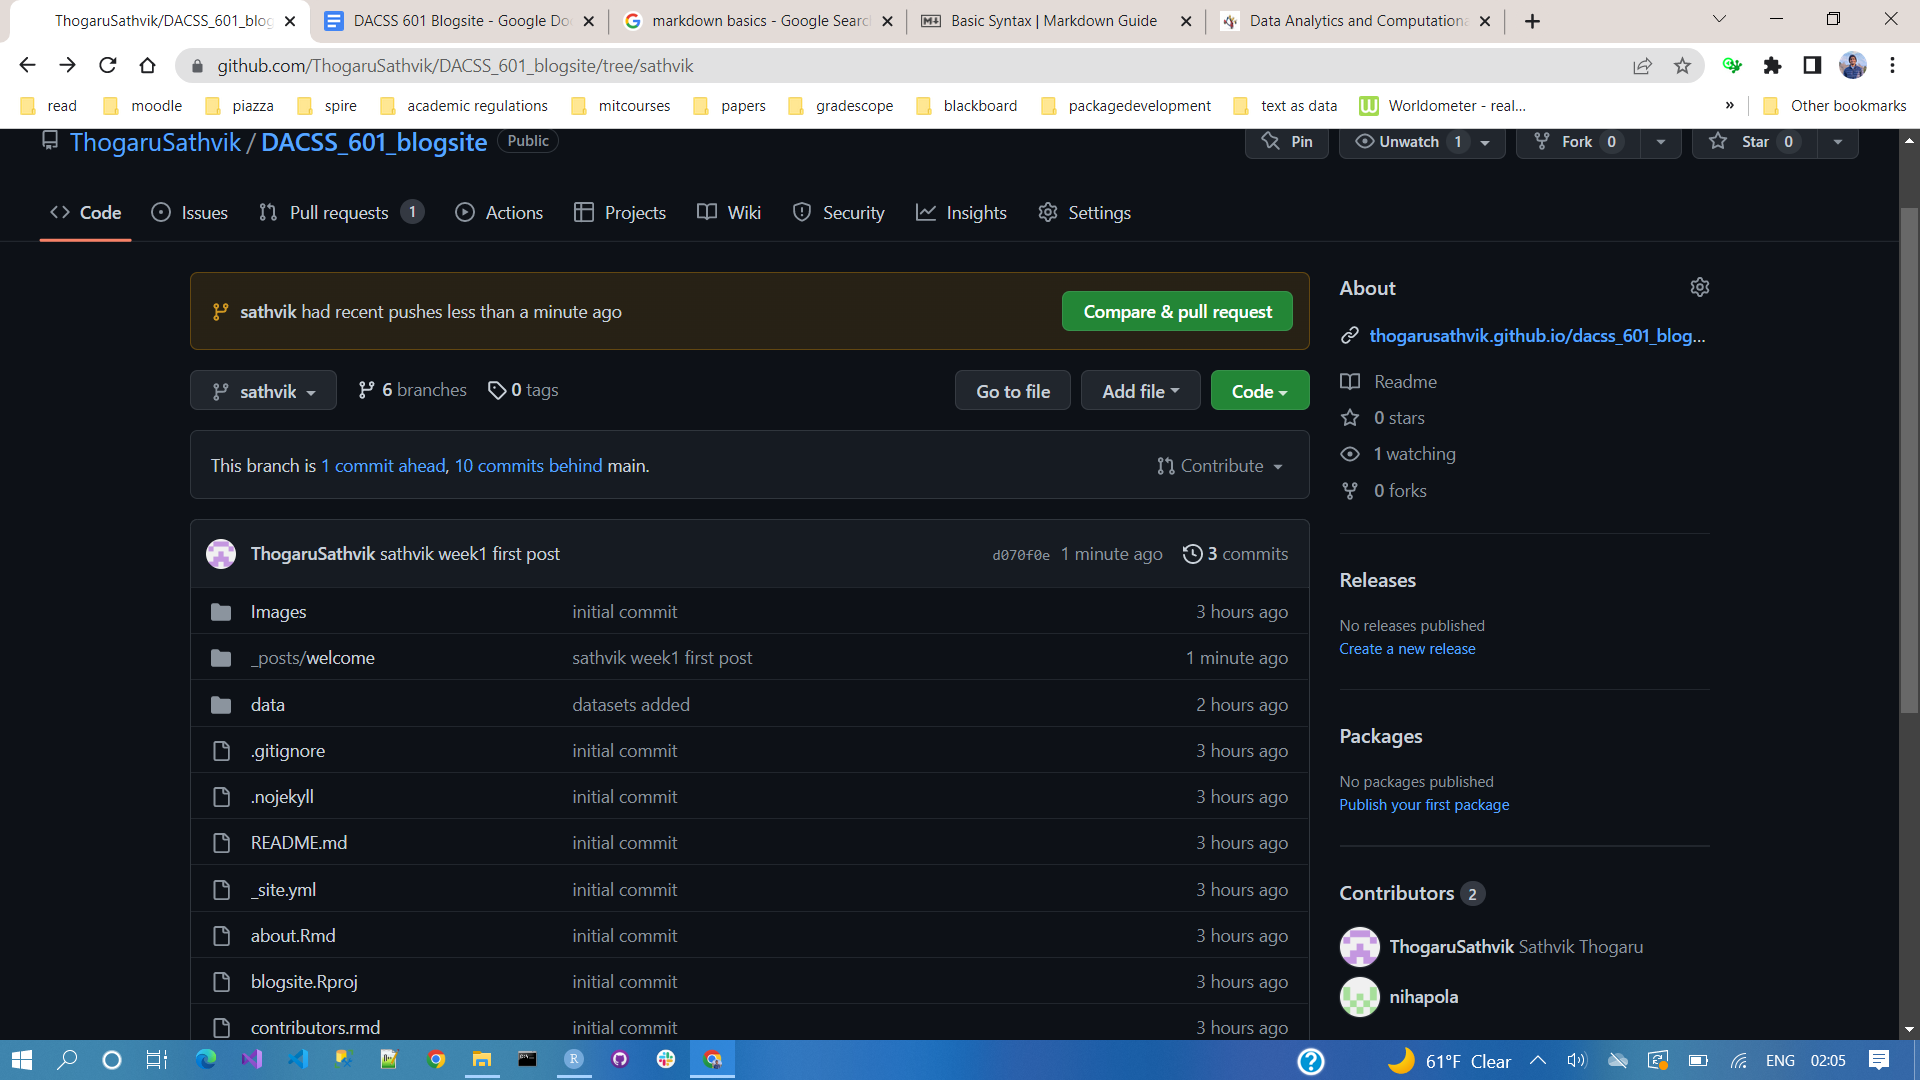 ThogaruSathvik/DACSS_601_blog
DACSS 601 Blogsite - Google Do
markdown basics - Google Searc
Basic Syntax | Markdown Guide
Data Analytics and Computationa
github.com/ThogaruSathvik/DACSS_601_blogsite/tree/sathvik
read
moodle
piazza
spire
academic regulations
mitcourses
papers
gradescope
blackboard
packagedevelopment
text as data
Worldometer - real...
»
Other bookmarks
ThogaruSathvik / DACSS_601_blogsite Public
Pin
Unwatch 1
Fork 0
Star 0
Code
Issues
Pull requests 1
Actions
Projects
Wiki
Security
Insights
Settings
sathvik had recent pushes less than a minute ago
Compare & pull request
sathvik
6 branches
0 tags
Go to file
Add file
Code
This branch is 1 commit ahead, 10 commits behind main.
Contribute
ThogaruSathvik sathvik week1 first post
d070f0e 1 minute ago
3 commits
Images initial commit 3 hours ago
_posts/welcome sathvik week1 first post 1 minute ago
data datasets added 2 hours ago
.gitignore initial commit 3 hours ago
.nojekyll initial commit 3 hours ago
README.md initial commit 3 hours ago
_site.yml initial commit 3 hours ago
about.Rmd initial commit 3 hours ago
blogsite.Rproj initial commit 3 hours ago
contributors.rmd initial commit 3 hours ago
About
thogarusathvik.github.io/dacss_601_blog...
Readme
0 stars
1 watching
0 forks
Releases
No releases published
Create a new release
Packages
No packages published
Publish your first package
Contributors 2
ThogaruSathvik Sathvik Thogaru
nihapola
61°F Clear
ENG
02:05